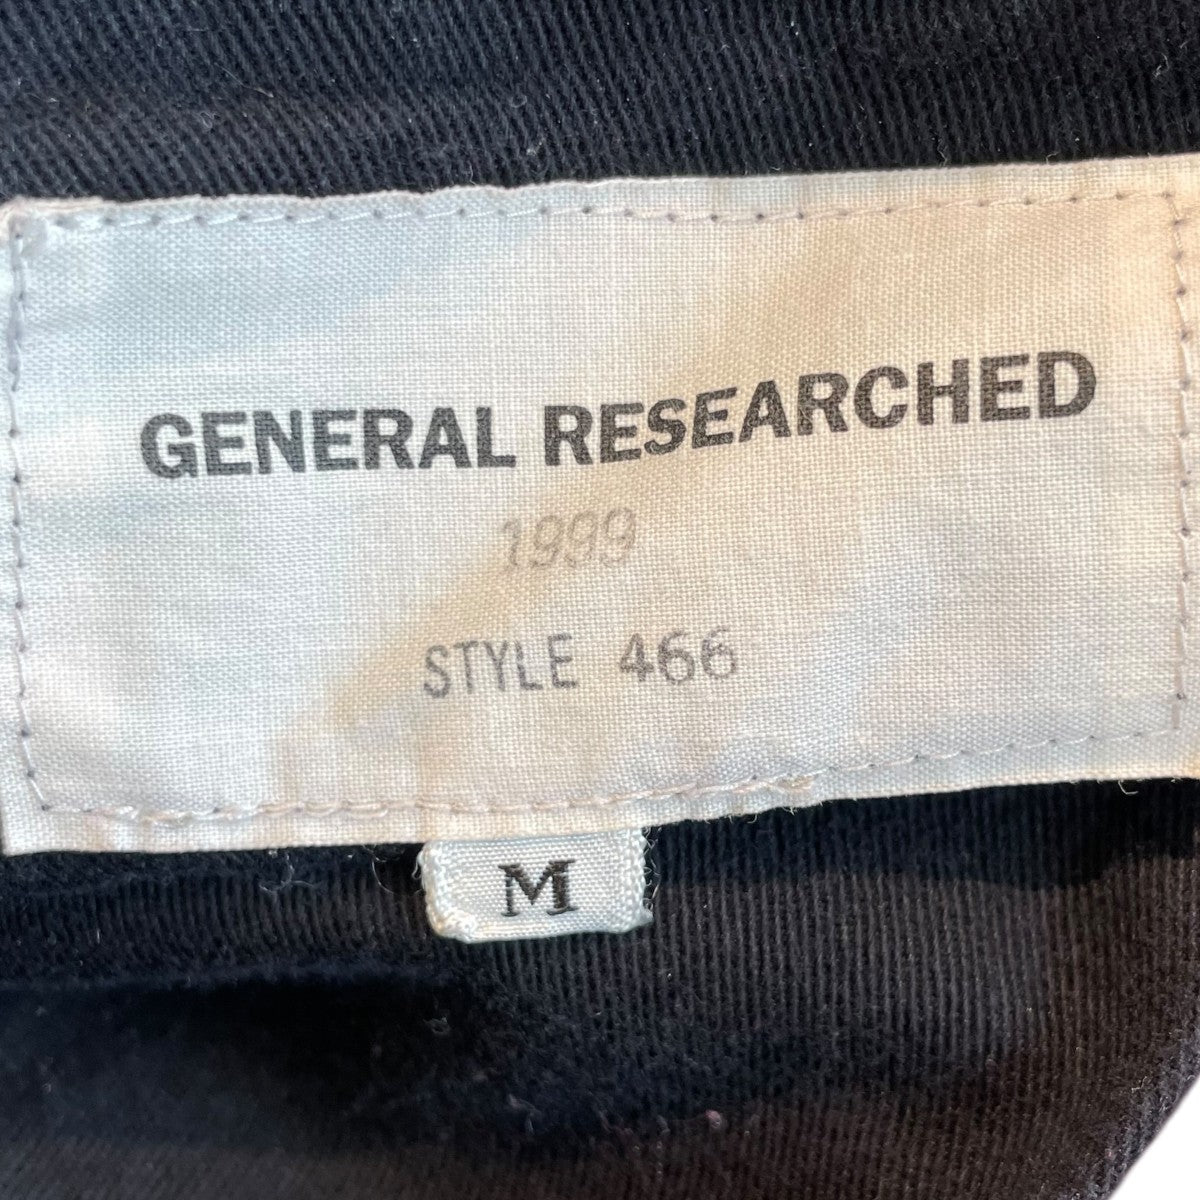 GENERAL RESEARCHED
1999
STYLE 466
M